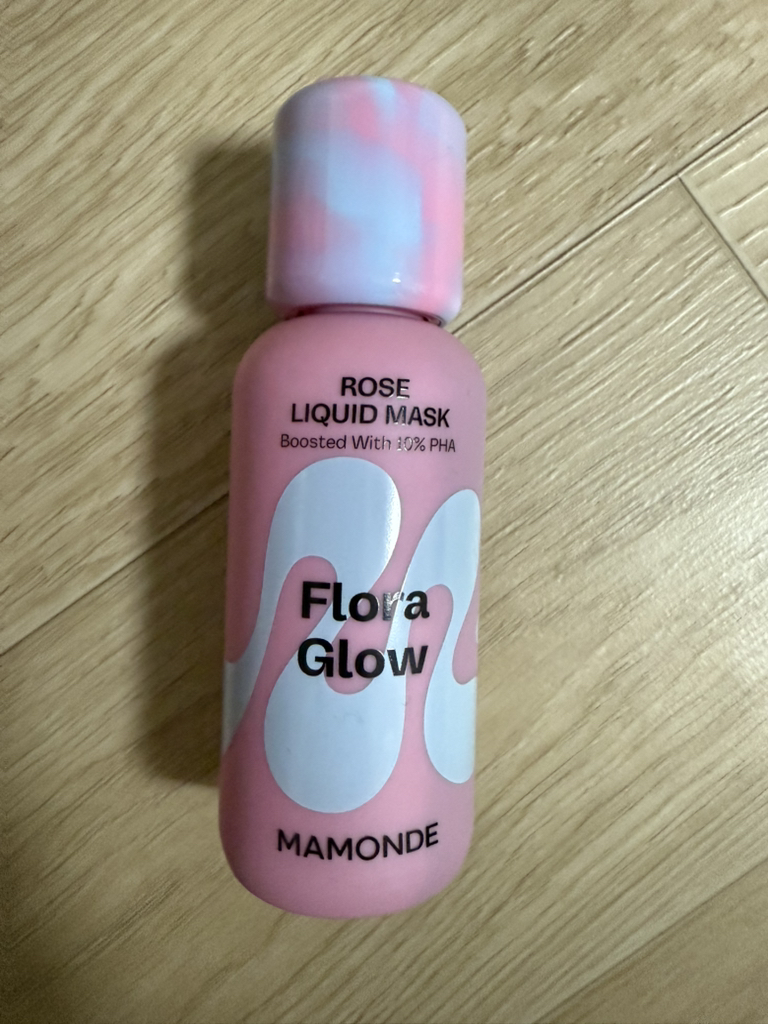 ROSE
LIQUID MASK
Boosted With 10% PHA
Flora
Glow
MAMONDE